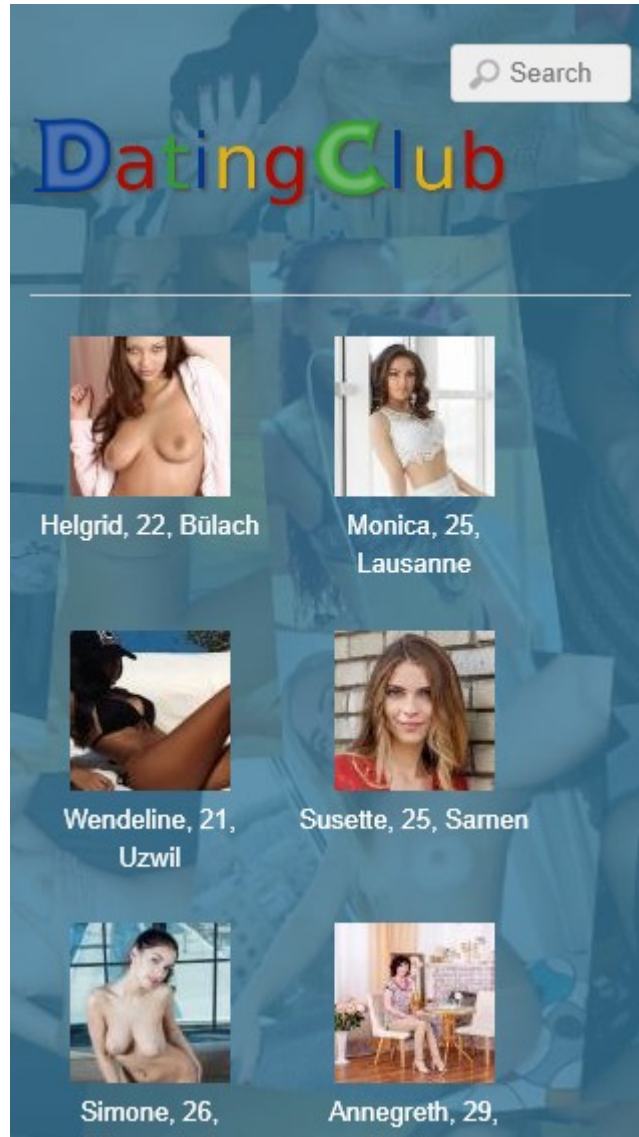 Search
DatingClub
Helgrid, 22, Bülach
Monica, 25,
Lausanne
Wendeline, 21,
Uzwil
Susette, 25, Sarnen
Simone, 26,
Annegreth, 29,